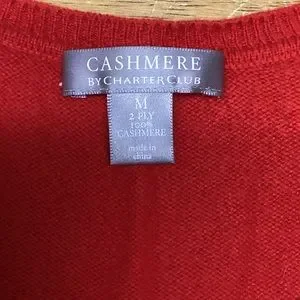 CASHMERE
BY CHARTER CLUB
M
2 PLY
100%
CASHMERE
made in
china